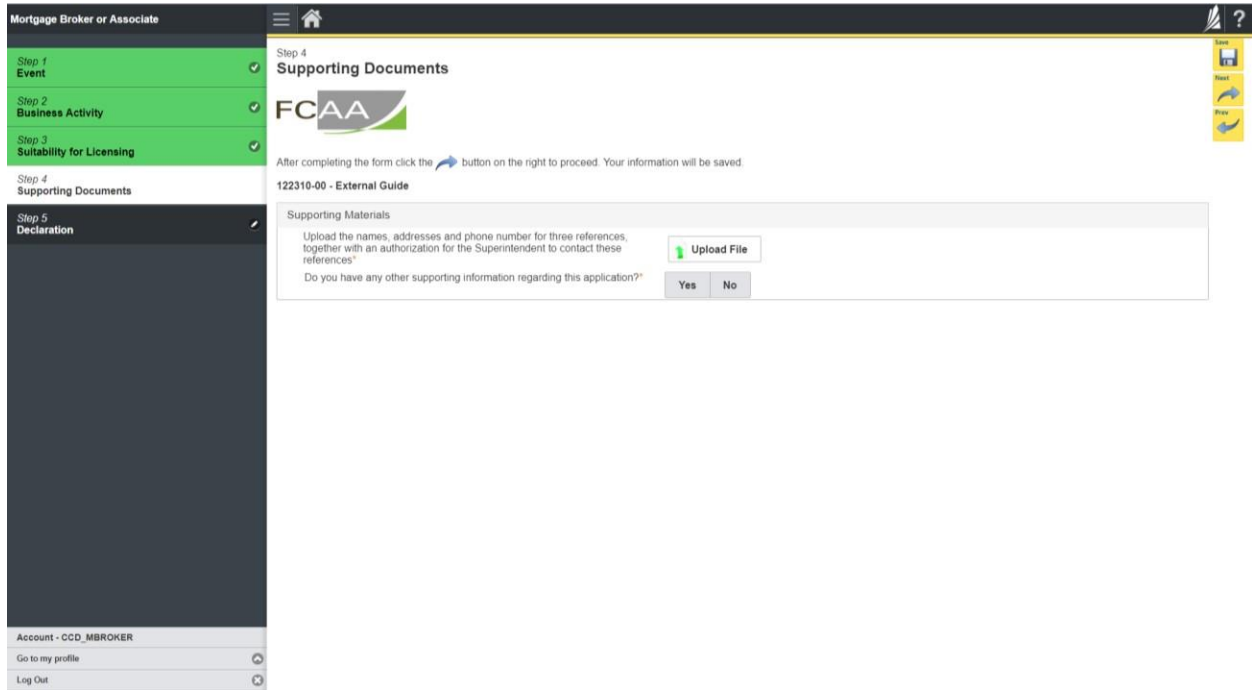 Mortgage Broker or Associate
?
Step 1
Event
Step 2
Business Activity
Step 3
Suitability for Licensing
Step 4
Supporting Documents
Step 5
Declaration
Account - CCD_MBROKER
Go to my profile
Log Out
Step 4
Supporting Documents
FCAA
After completing the form click the button on the right to proceed. Your information will be saved.
122310-00 - External Guide
Supporting Materials
Upload the names, addresses and phone number for three references,
together with an authorization for the Superintendent to contact these
references*
Upload File
Do you have any other supporting information regarding this application?*
Yes No
Save
Next
Prev